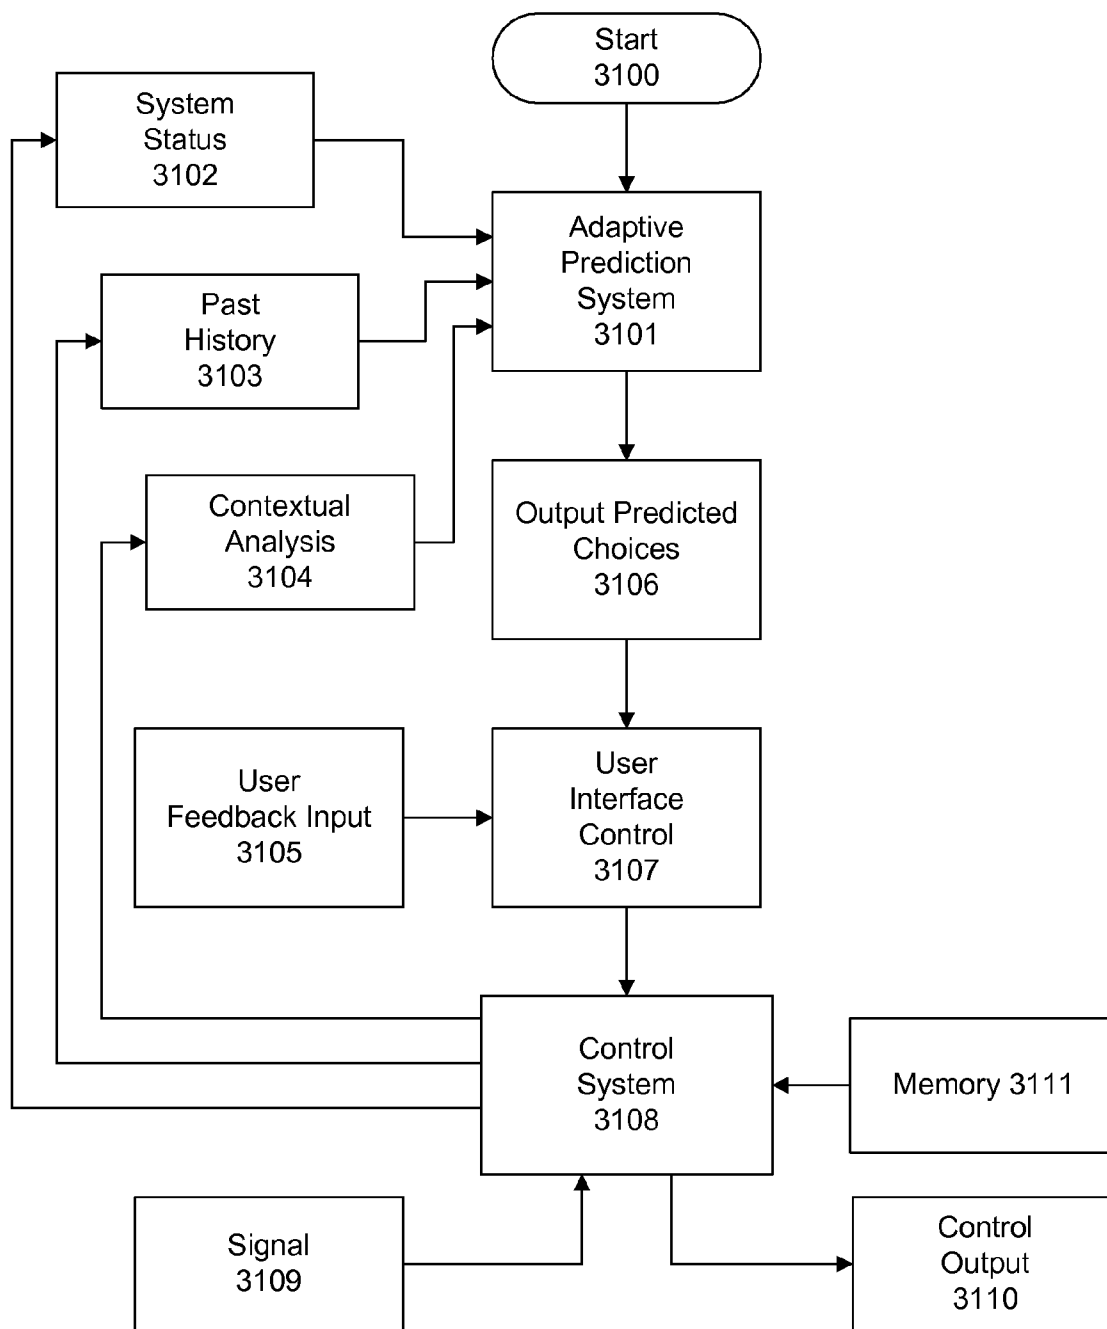 Start
3100
System
Status
3102
Adaptive
Prediction
System
3101
Past
History
3103
Contextual
Analysis
3104
Output Predicted
Choices
3106
User
Feedback Input
3105
User
Interface
Control
3107
Control
System
3108
Memory 3111
Signal
3109
Control
Output
3110